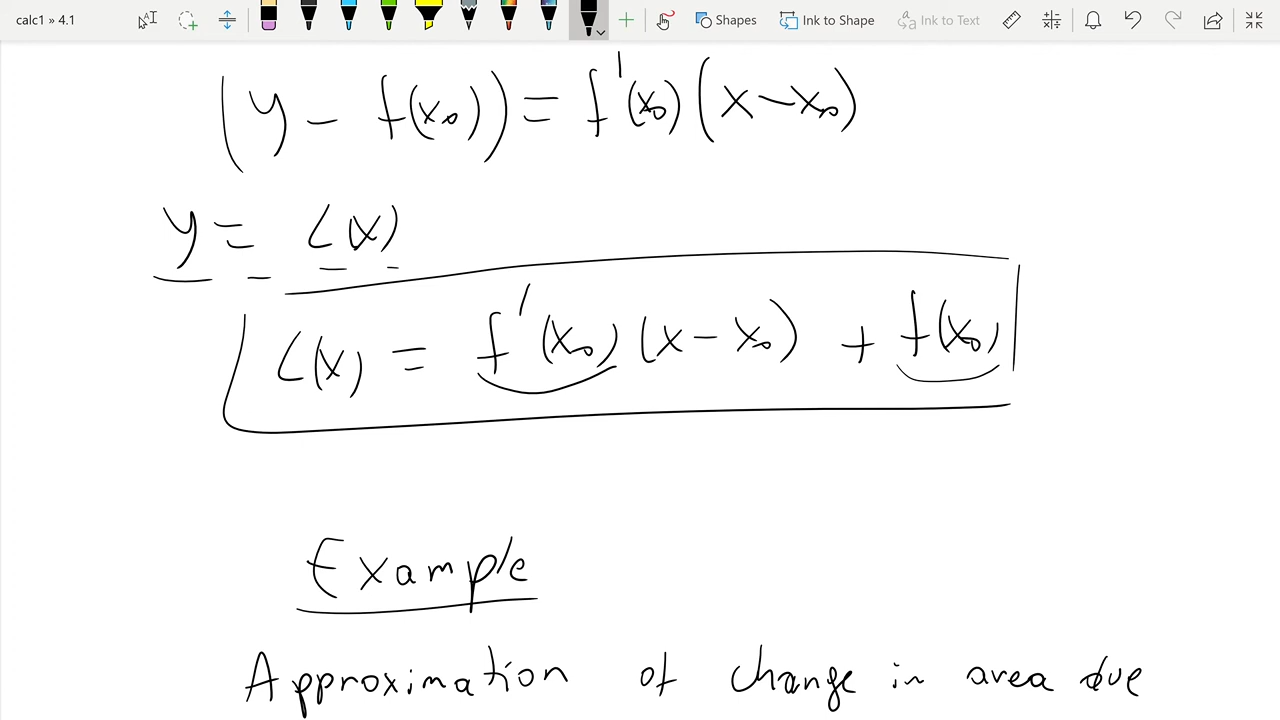 calc1 » 4.1
Shapes Ink to Shape Ink to Text
(y - f(x₀)) = f'(x₀)(x-x₀)
y = L(x)
L(x) = f'(x₀)(x-x₀) + f(x₀)
Example
Approximation of change in area due